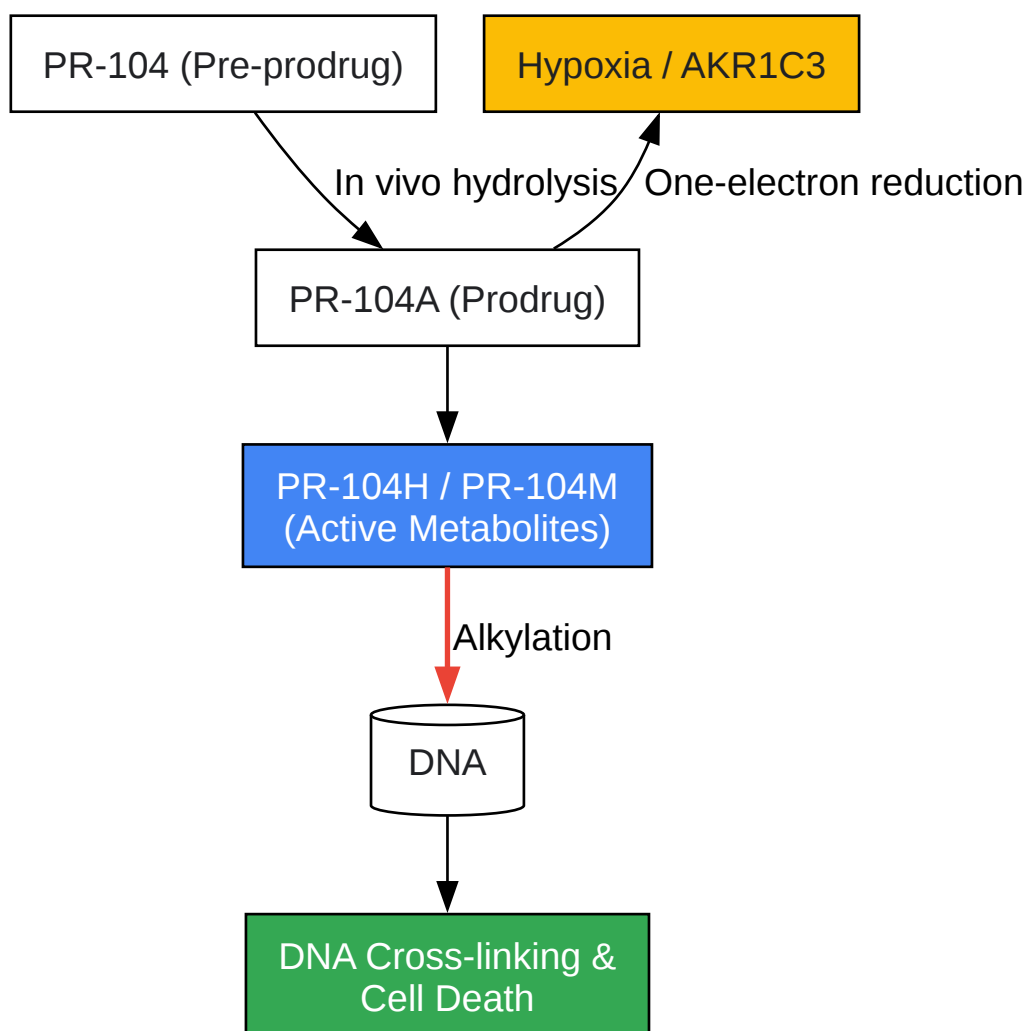 PR-104 (Pre-prodrug)
Hypoxia / AKR1C3
In vivo hydrolysis
One-electron reduction
PR-104A (Prodrug)
PR-104H / PR-104M
(Active Metabolites)
Alkylation
DNA
DNA Cross-linking &
Cell Death